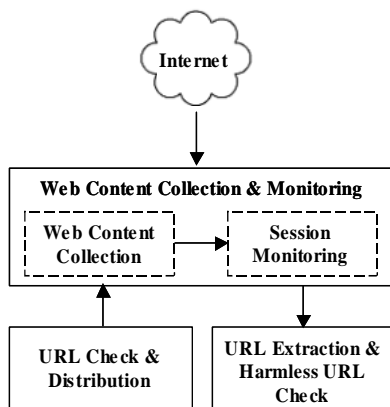 Internet
Web Content Collection & Monitoring
Web Content
Collection
Session
Monitoring
URL Check &
Distribution
URL Extraction &
Harmless URL
Check